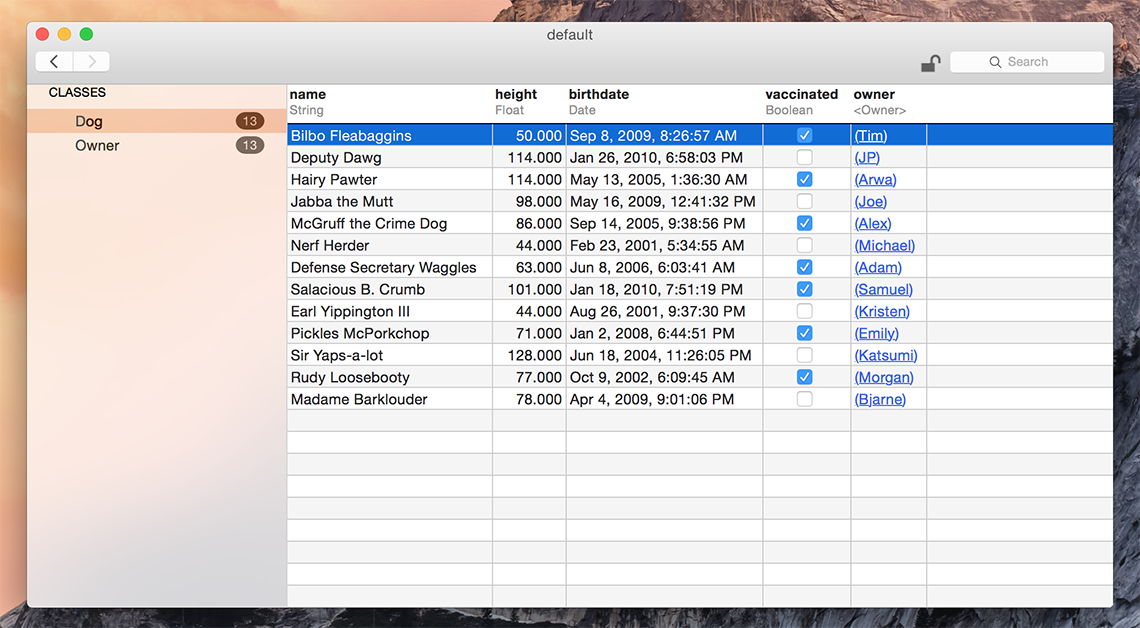 default
Search
CLASSES
Dog 13
Owner 13
name height birthdate vaccinated owner
String Float Date Boolean <Owner>
Bilbo Fleabaggins 50.000 Sep 8, 2009, 8:26:57 AM (Tim)
Deputy Dawg 114.000 Jan 26, 2010, 6:58:03 PM (JP)
Hairy Pawter 114.000 May 13, 2005, 1:36:30 AM (Arwa)
Jabba the Mutt 98.000 May 16, 2009, 12:41:32 PM (Joe)
McGruff the Crime Dog 86.000 Sep 14, 2005, 9:38:56 PM (Alex)
Nerf Herder 44.000 Feb 23, 2001, 5:34:55 AM (Michael)
Defense Secretary Waggles 63.000 Jun 8, 2006, 6:03:41 AM (Adam)
Salacious B. Crumb 101.000 Jan 18, 2010, 7:51:19 PM (Samuel)
Earl Yippington III 44.000 Aug 26, 2001, 9:37:30 PM (Kristen)
Pickles McPorkchop 71.000 Jan 2, 2008, 6:44:51 PM (Emily)
Sir Yaps-a-lot 128.000 Jun 18, 2004, 11:26:05 PM (Katsumi)
Rudy Loosebooty 77.000 Oct 9, 2002, 6:09:45 AM (Morgan)
Madame Barklouder 78.000 Apr 4, 2009, 9:01:06 PM (Bjarne)